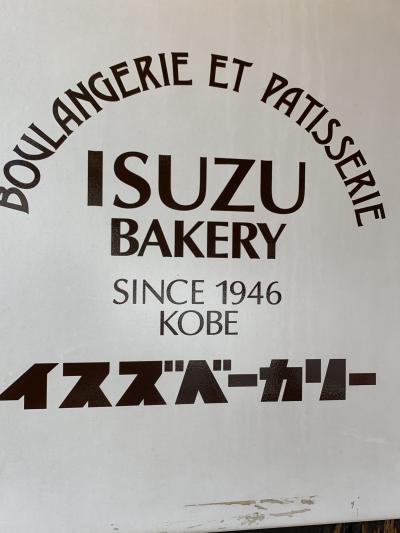 BOULANGERIE ET PATISSERIE
ISUZU
BAKERY
SINCE 1946
KOBE
イスズベーカリー